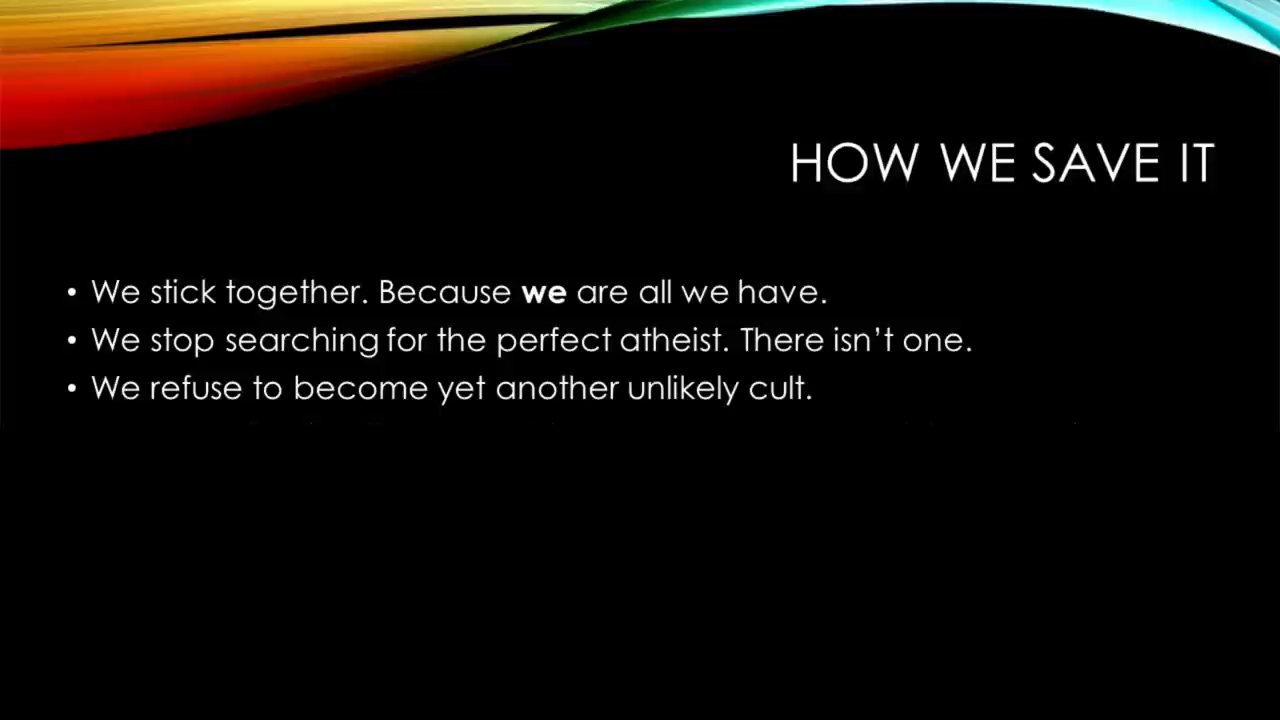 HOW WE SAVE IT
• We stick together. Because we are all we have.
• We stop searching for the perfect atheist. There isn’t one.
• We refuse to become yet another unlikely cult.